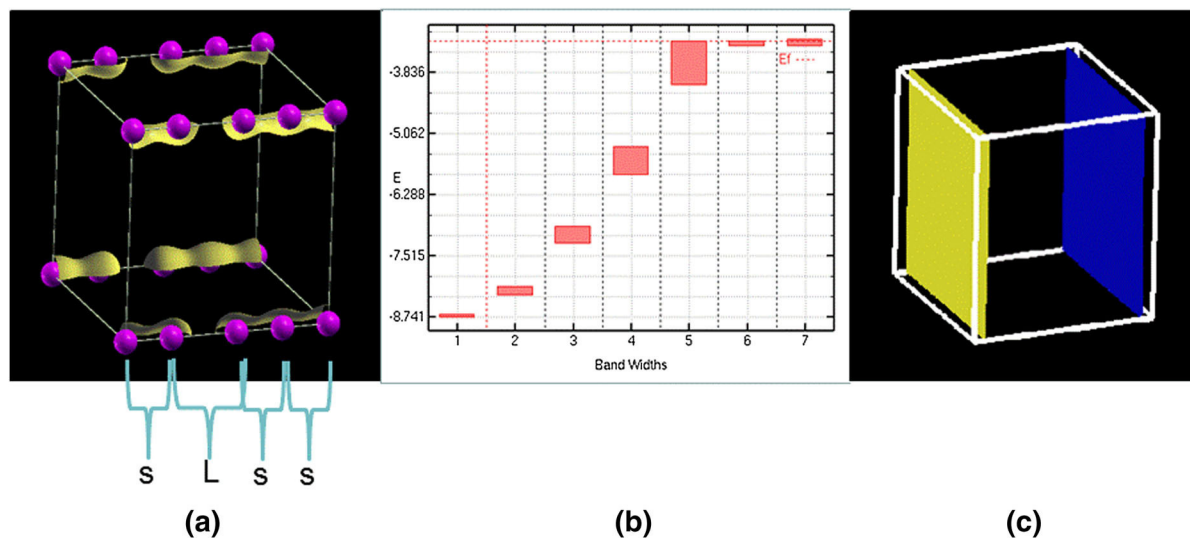 Ef
-3.836
-5.062
E
-6.288
-7.515
-8.741
1 2 3 4 5 6 7
Band Widths
S L S S
(a) (b) (c)